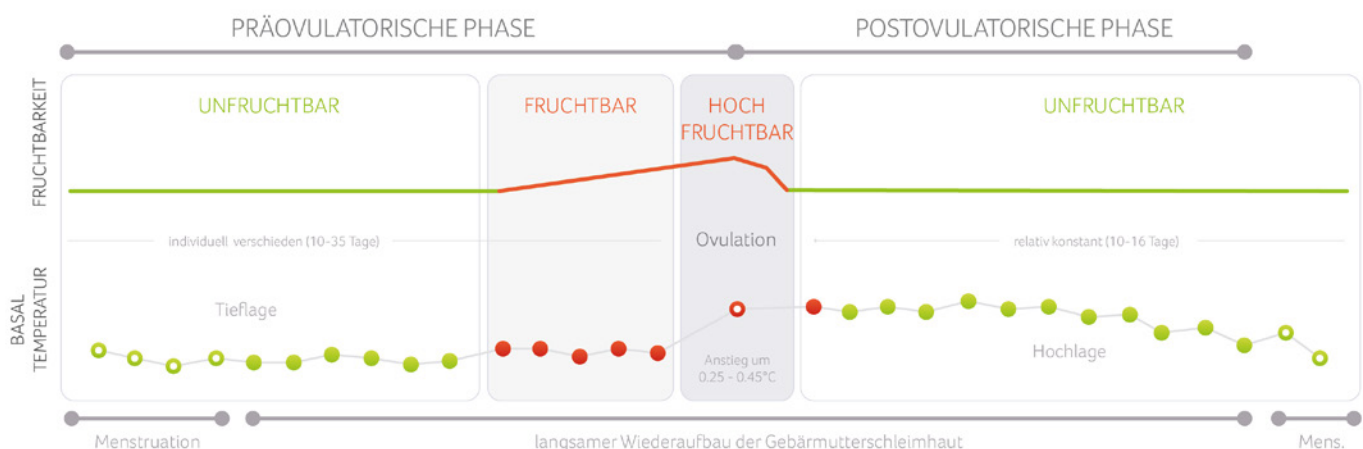 PRÄOVULATORISCHE PHASE
POSTOVULATORISCHE PHASE
FRUCHTBARKEIT
UNFRUCHTBAR
FRUCHTBAR
HOCH
FRUCHTBAR
UNFRUCHTBAR
individuell verschieden (10-35 Tage)
Ovulation
relativ konstant (10-16 Tage)
BASAL
TEMPERATUR
Tieflage
Anstieg um
0.25 - 0.45°C
Hochlage
Menstruation
langsamer Wiederaufbau der Gebärmutterschleimhaut
Mens.